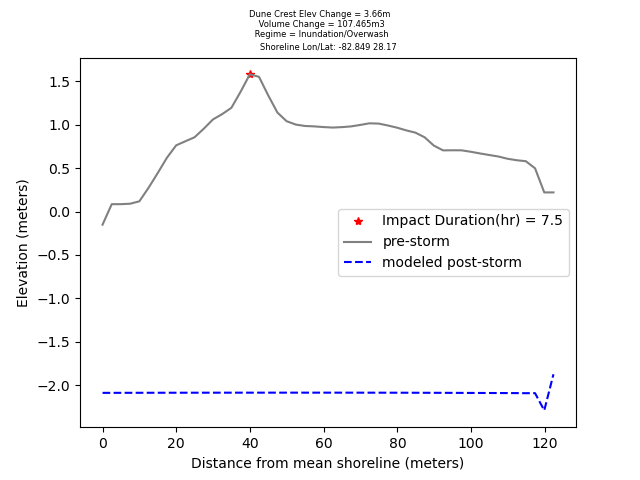 Dune Crest Elev Change = 3.66m
Volume Change = 107.465m3
Regime = Inundation/Overwash
Shoreline Lon/Lat: -82.849 28.17
1.5
1.0
0.5
0.0
−0.5
−1.0
−1.5
−2.0
Elevation (meters)
Impact Duration(hr) = 7.5
pre-storm
modeled post-storm
0 20 40 60 80 100 120
Distance from mean shoreline (meters)